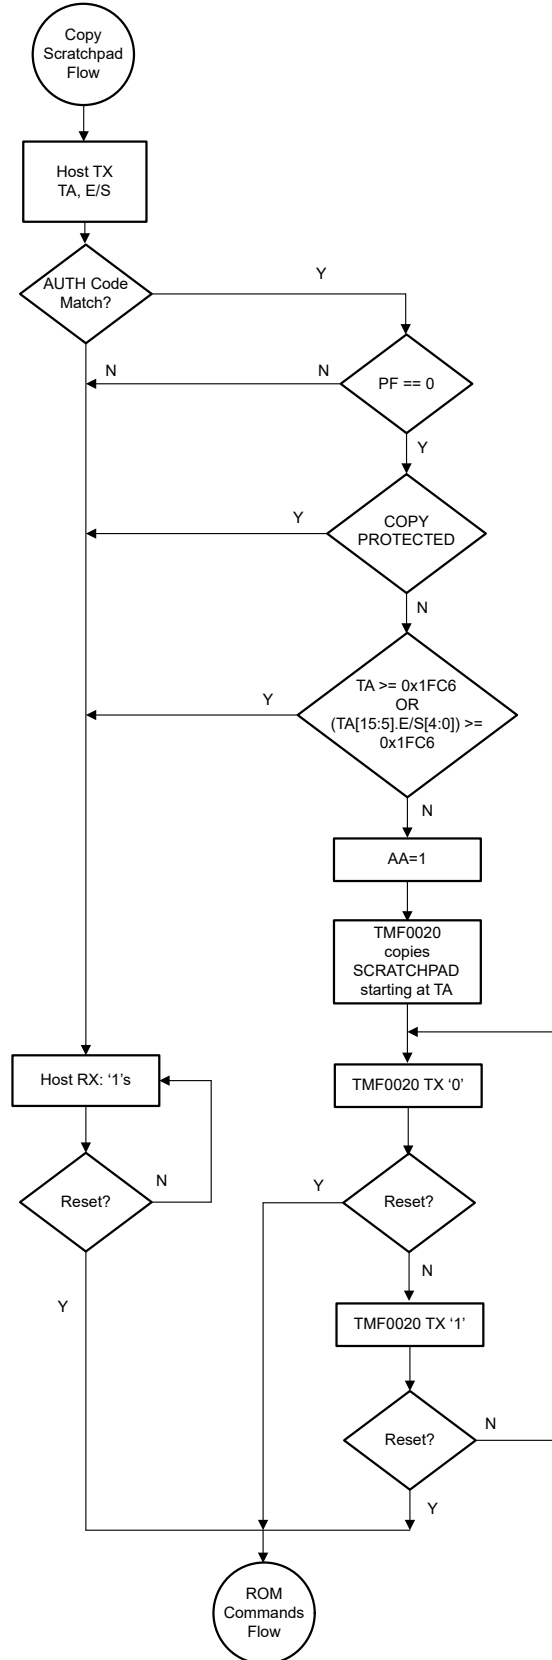 Copy
Scratchpad
Flow
Host TX
TA, E/S
AUTH Code
Match?
Y
N
N
PF == 0
Y
Y
COPY
PROTECTED
N
Y
TA >= 0x1FC6
OR
(TA[15:5].E/S[4:0]) >=
0x1FC6
N
AA=1
TMF0020
copies
SCRATCHPAD
starting at TA
Host RX: ‘1’s
TMF0020 TX ‘0’
Reset?
N
Y
Reset?
N
Y
TMF0020 TX ‘1’
Reset?
N
Y
ROM
Commands
Flow